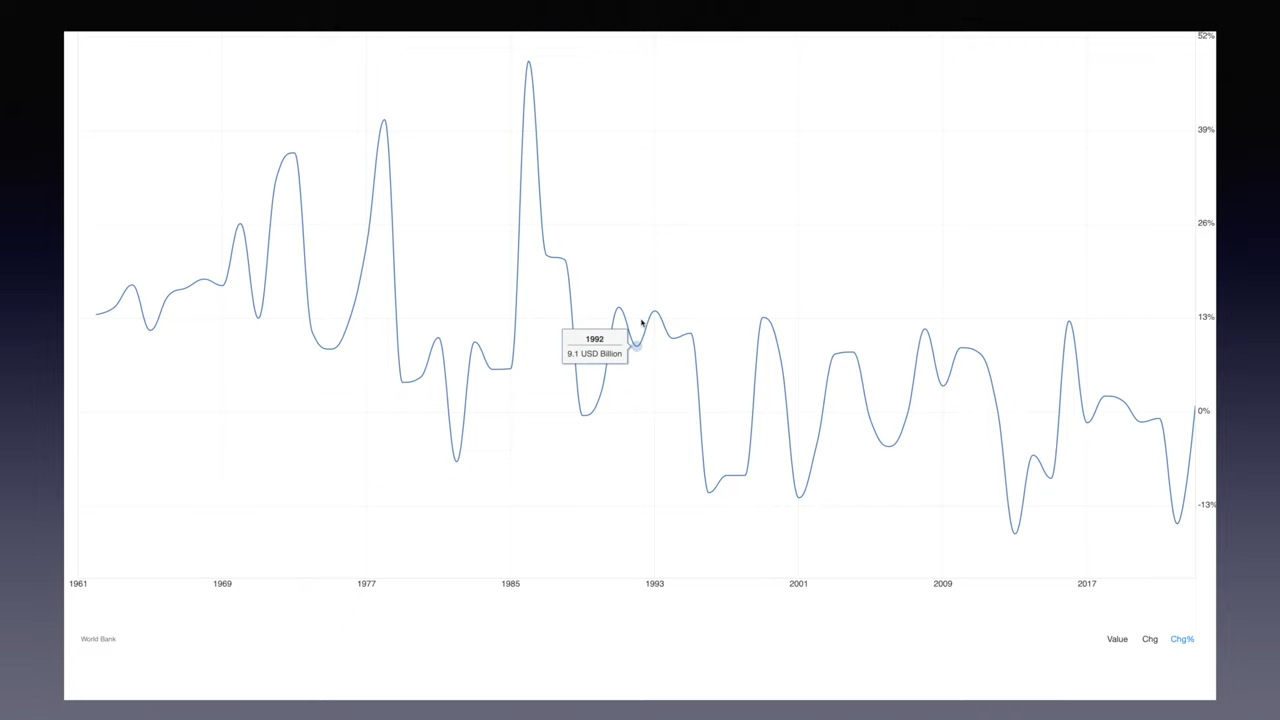 52%
39%
26%
13%
1992
9.1 USD Billion
0%
-13%
1961 1969 1977 1985 1993 2001 2009 2017
World Bank Value Chg Chg%